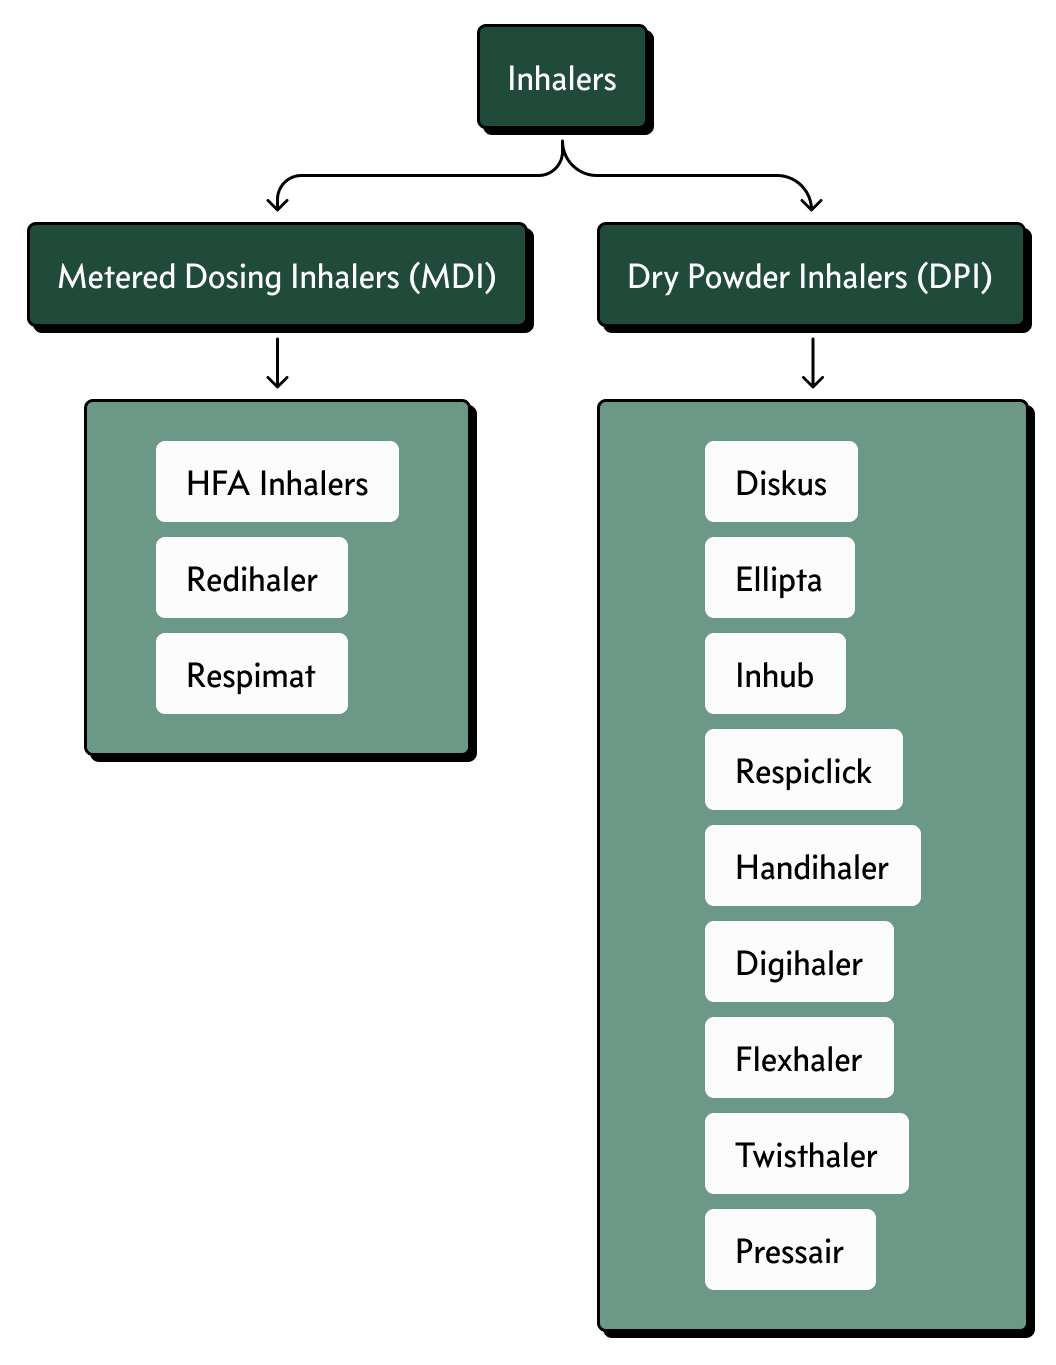 Inhalers
Metered Dosing Inhalers (MDI)
Dry Powder Inhalers (DPI)
HFA Inhalers
Redihaler
Respimat
Diskus
Ellipta
Inhub
Respiclick
Handihaler
Digihaler
Flexhaler
Twisthaler
Pressair